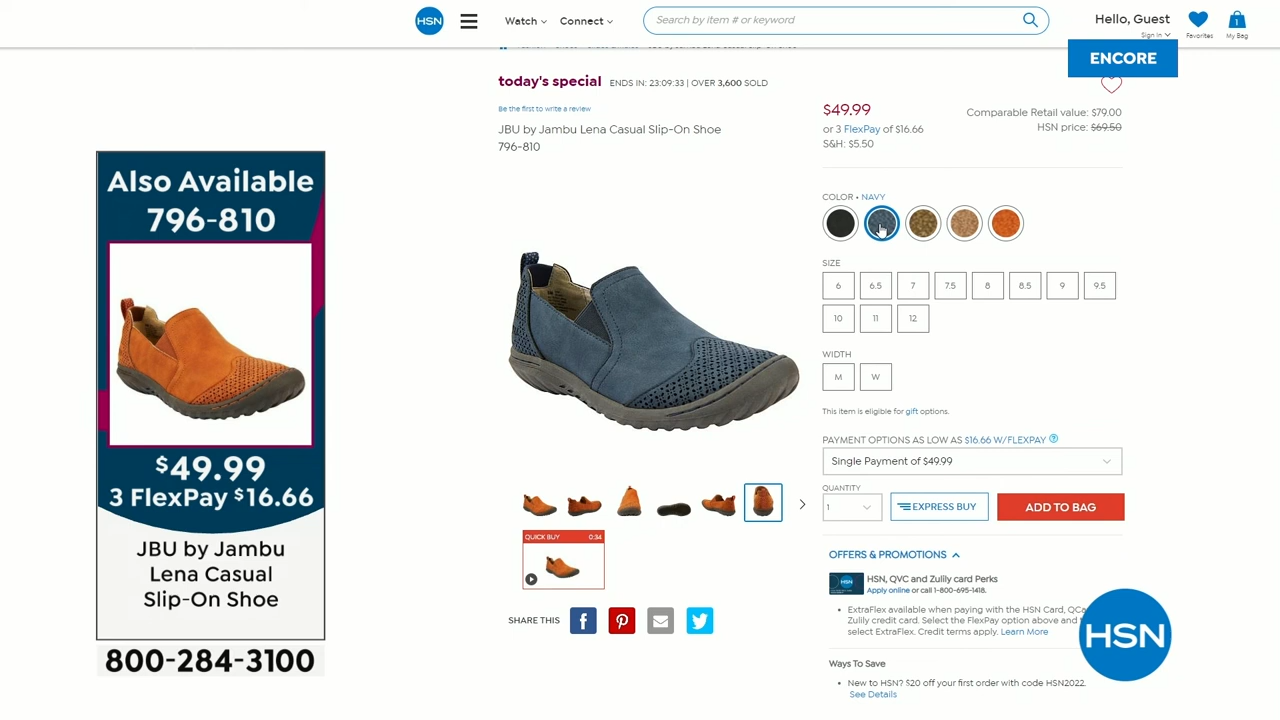 HSN
Watch
Connect
Search by item # or keyword
Hello, Guest
Sign in
Favorites
1
My Bag
ENCORE
today's special ENDS IN: 23:09:33 | OVER 3,600 SOLD
Be the first to write a review
JBU by Jambu Lena Casual Slip-On Shoe
796-810
$49.99
or 3 FlexPay of $16.66
S&H: $5.50
Comparable Retail value: $79.00
HSN price: $69.50
Also Available
796-810
$49.99
3 FlexPay $16.66
JBU by Jambu
Lena Casual
Slip-On Shoe
800-284-3100
COLOR • NAVY
SIZE
6 6.5 7 7.5 8 8.5 9 9.5
10 11 12
WIDTH
M W
This item is eligible for gift options.
PAYMENT OPTIONS AS LOW AS $16.66 W/FLEXPAY ?
Single Payment of $49.99
QUANTITY
1
EXPRESS BUY
ADD TO BAG
QUICK BUY 0:34
SHARE THIS
OFFERS & PROMOTIONS
HSN
HSN, QVC and Zulily card Perks
Apply online or call 1-800-695-1418.
• ExtraFlex available when paying with the HSN Card, QCard
Zulily credit card. Select the FlexPay option above and
select ExtraFlex. Credit terms apply. Learn More
Ways To Save
• New to HSN? $20 off your first order with code HSN2022.
See Details
HSN